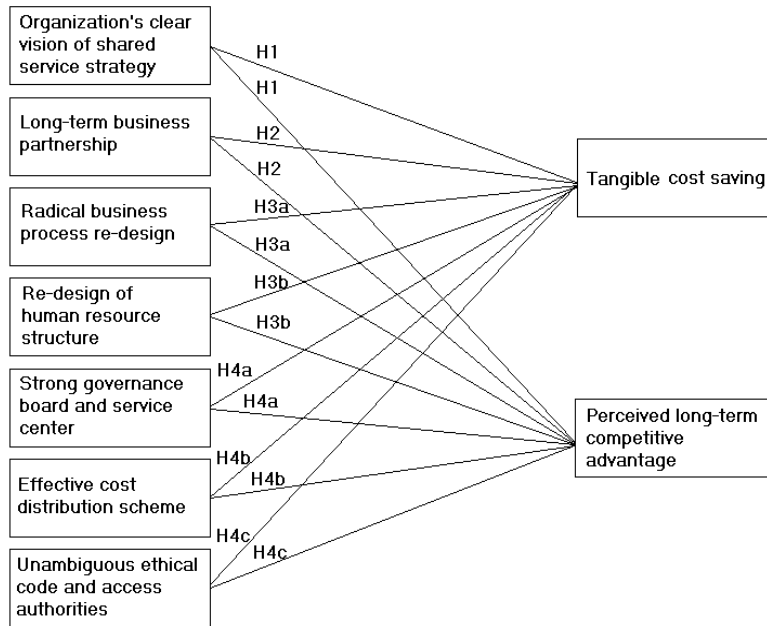 Organization's clear
vision of shared
service strategy
H1
H1
Long-term business
partnership
H2
H2
Tangible cost saving
Radical business
process re-design
H3a
H3a
Re-design of
human resource
structure
H3b
H3b
Strong governance
board and service
center
H4a
H4a
Perceived long-term
competitive
advantage
Effective cost
distribution scheme
H4b
H4b
Unambiguous ethical
code and access
authorities
H4c
H4c